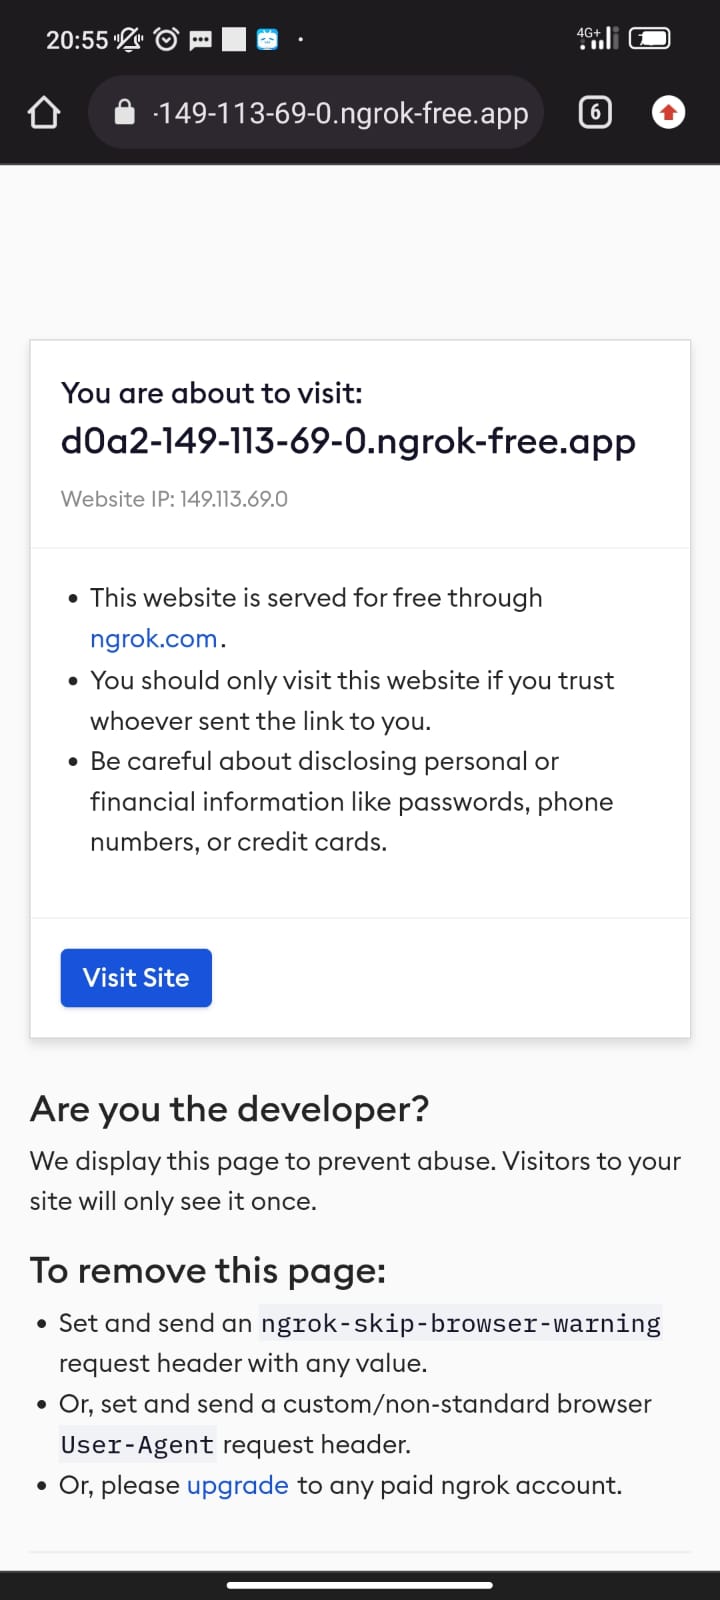 20:55
4G+
-149-113-69-0.ngrok-free.app
6
You are about to visit:
d0a2-149-113-69-0.ngrok-free.app
Website IP: 149.113.69.0
• This website is served for free through
ngrok.com.
• You should only visit this website if you trust
whoever sent the link to you.
• Be careful about disclosing personal or
financial information like passwords, phone
numbers, or credit cards.
Visit Site
Are you the developer?
We display this page to prevent abuse. Visitors to your
site will only see it once.
To remove this page:
• Set and send an ngrok-skip-browser-warning
request header with any value.
• Or, set and send a custom/non-standard browser
User-Agent request header.
• Or, please upgrade to any paid ngrok account.